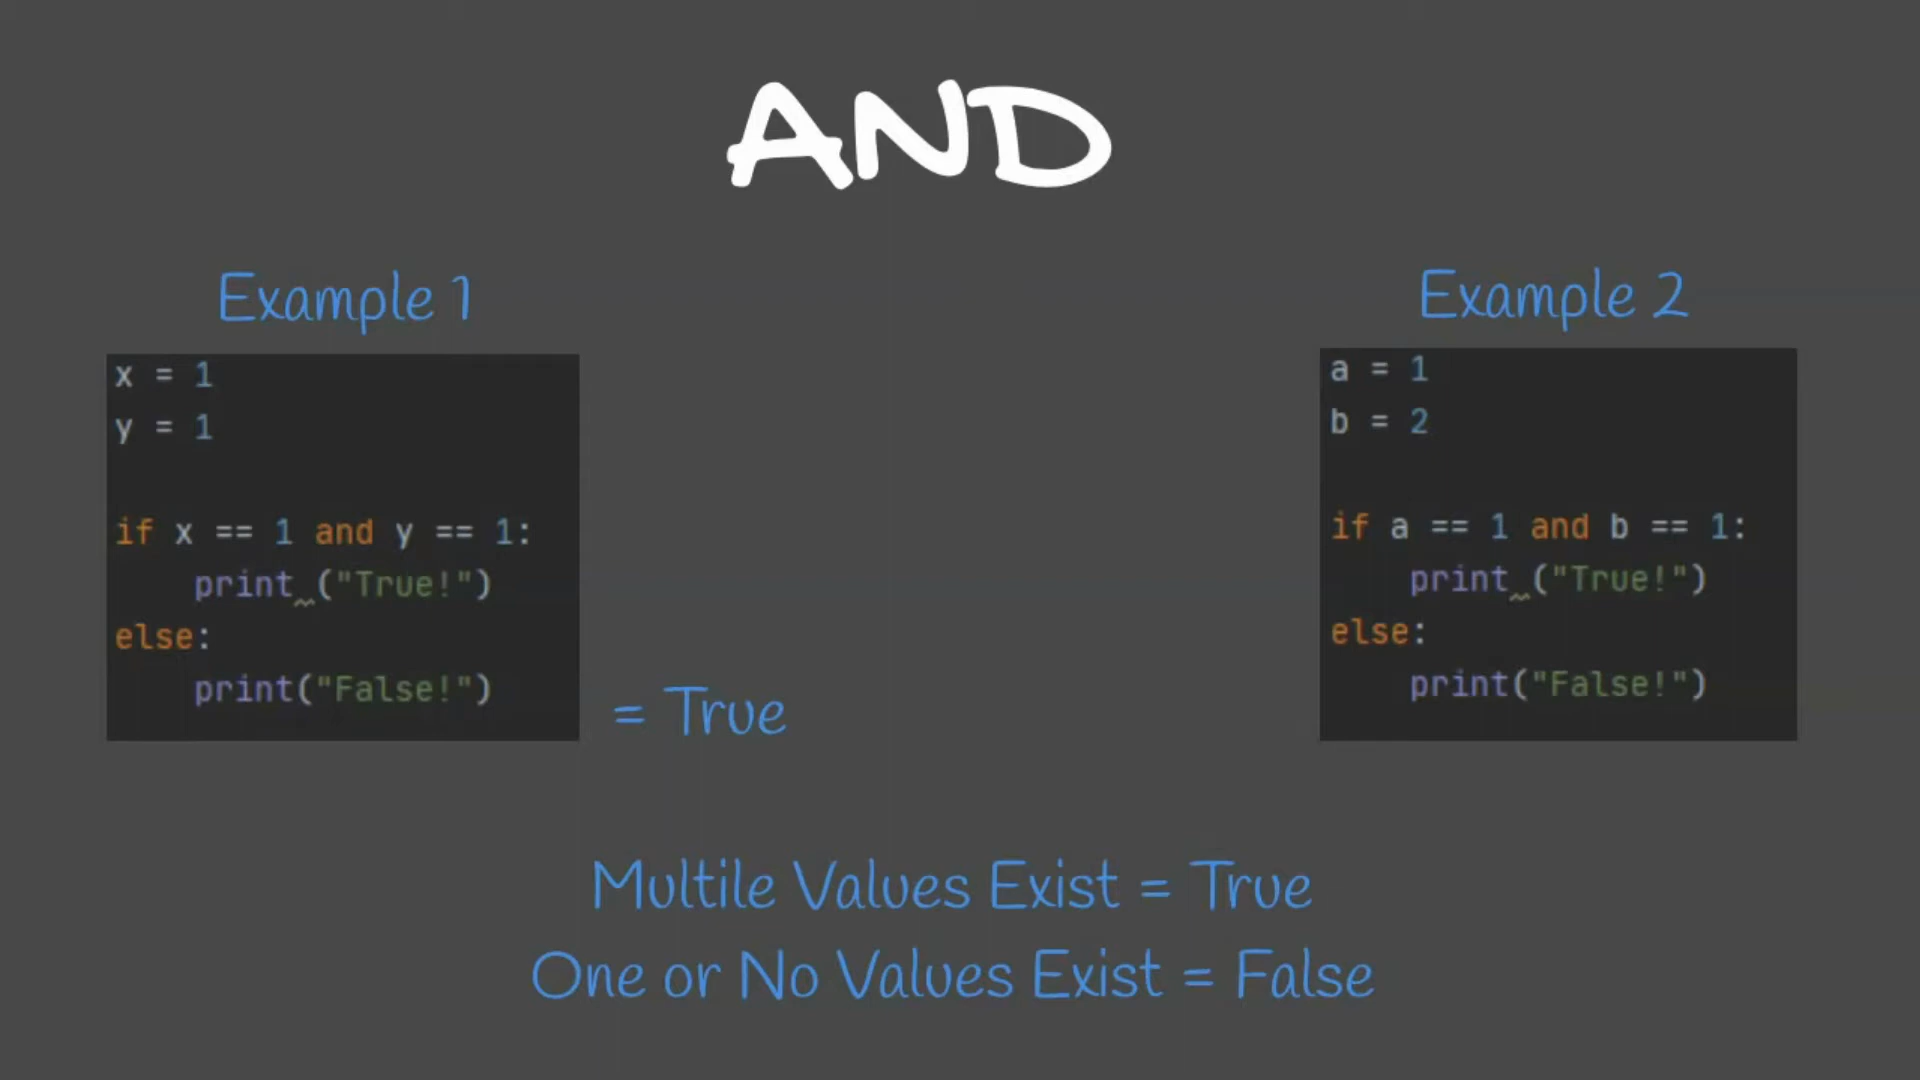 AND
Example 1
x = 1
y = 1
if x == 1 and y == 1:
    print ("True!")
else:
    print("False!")
= True
Example 2
a = 1
b = 2
if a == 1 and b == 1:
    print ("True!")
else:
    print("False!")
Multile Values Exist = True
One or No Values Exist = False